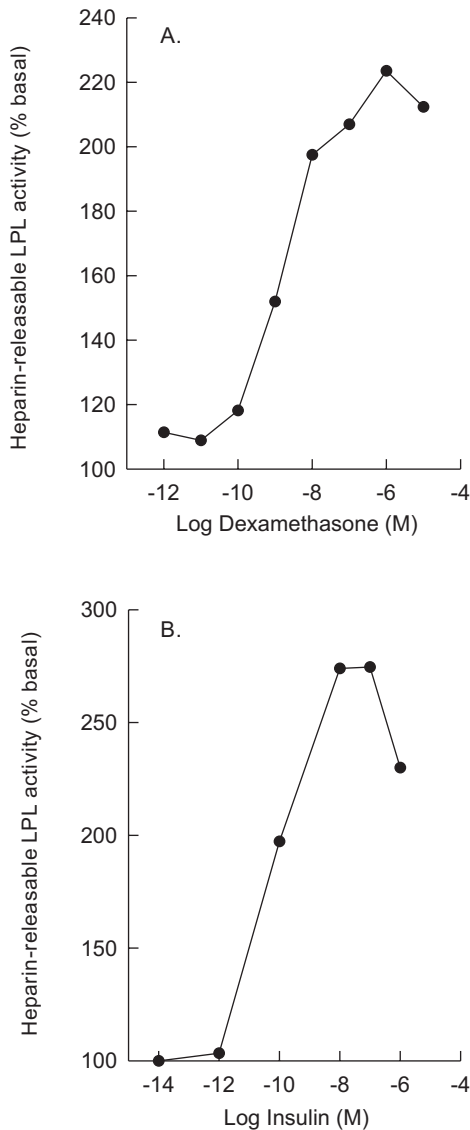 A.
Heparin-releasable LPL activity (% basal)
240
220
200
180
160
140
120
100
-12 -10 -8 -6 -4
Log Dexamethasone (M)
B.
Heparin-releasable LPL activity (% basal)
300
250
200
150
100
-14 -12 -10 -8 -6 -4
Log Insulin (M)